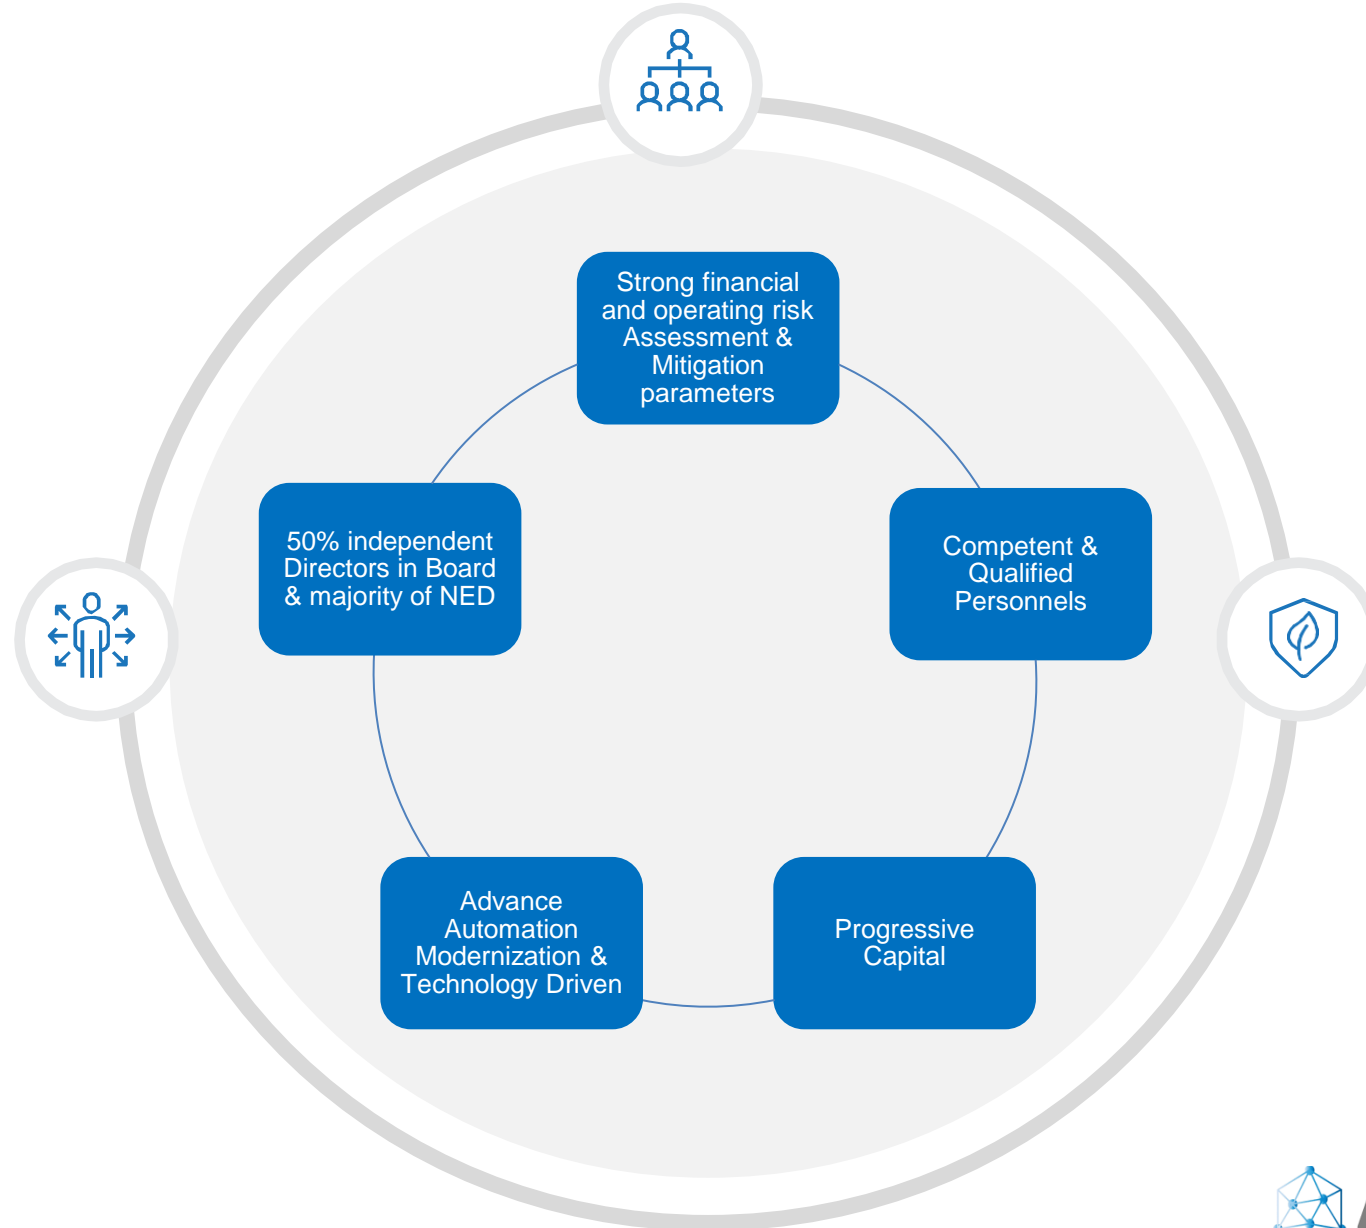 Strong financial
and operating risk
Assessment &
Mitigation
parameters
50% independent
Directors in Board
& majority of NED
Competent &
Qualified
Personnels
Advance
Automation
Modernization &
Technology Driven
Progressive
Capital